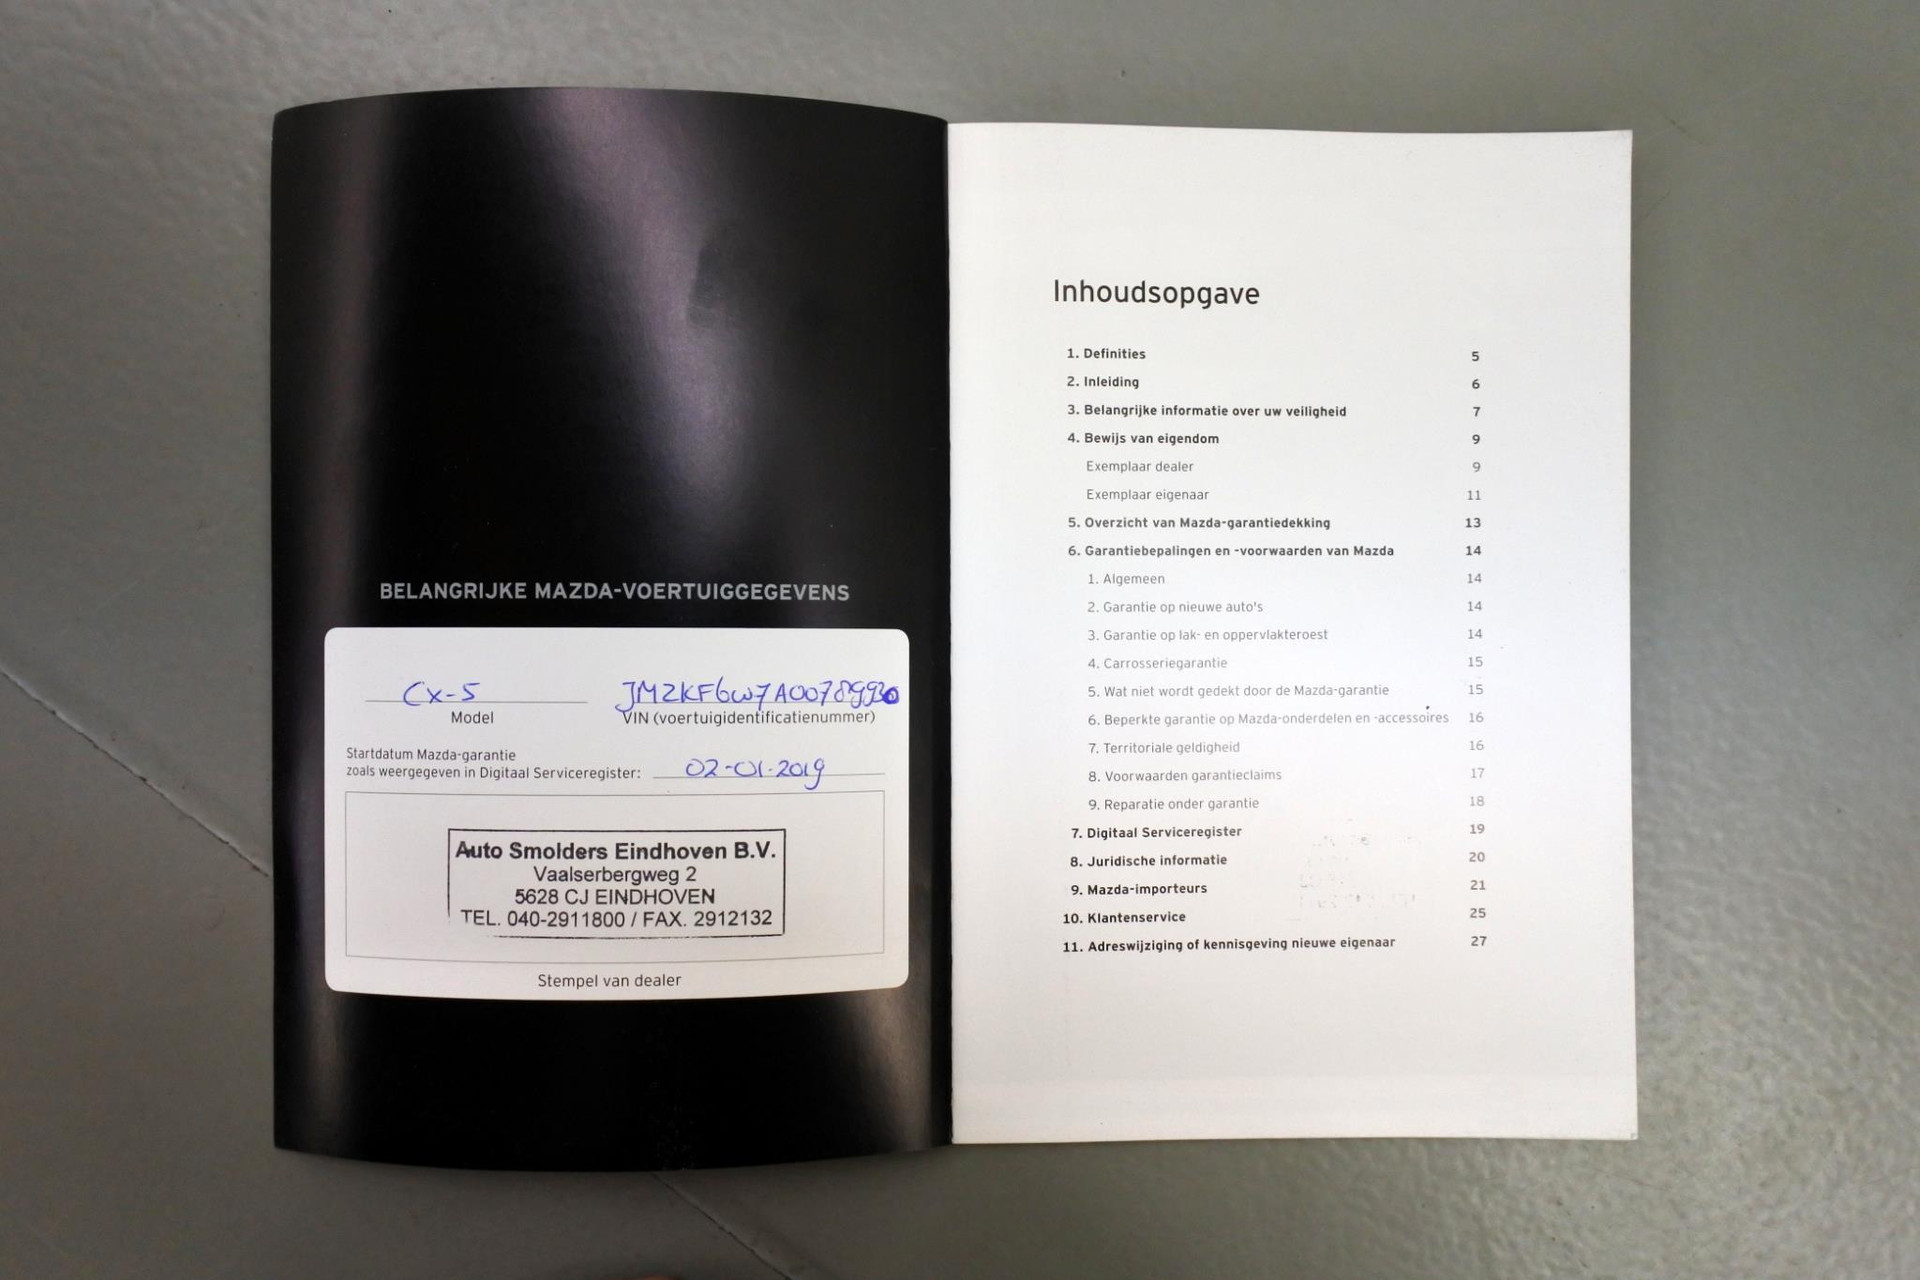 BELANGRIJKE MAZDA-VOERTUIGGEGEVENS
CX-5
Model
VIN (voertuigidentificatienummer)
Startdatum Mazda-garantie
zoals weergegeven in Digitaal Serviceregister: 02-01-2019
Auto Smolders Eindhoven B.V.
Vaalserbergweg 2
5628 CJ EINDHOVEN
TEL. 040-2911800 / FAX. 2912132
Stempel van dealer
Inhoudsopgave
1. Definities 5
2. Inleiding 6
3. Belangrijke informatie over uw veiligheid 7
4. Bewijs van eigendom 9
Exemplaar dealer 9
Exemplaar eigenaar 11
5. Overzicht van Mazda-garantiedekking 13
6. Garantiebepalingen en -voorwaarden van Mazda 14
1. Algemeen 14
2. Garantie op nieuwe auto's 14
3. Garantie op lak- en oppervlakteroest 14
4. Carrosseriegarantie 15
5. Wat niet wordt gedekt door de Mazda-garantie 15
6. Beperkte garantie op Mazda-onderdelen en -accessoires 16
7. Territoriale geldigheid 16
8. Voorwaarden garantieclaims 17
9. Reparatie onder garantie 18
7. Digitaal Serviceregister 19
8. Juridische informatie 20
9. Mazda-importeurs 21
10. Klantenservice 25
11. Adreswijziging of kennisgeving nieuwe eigenaar 27